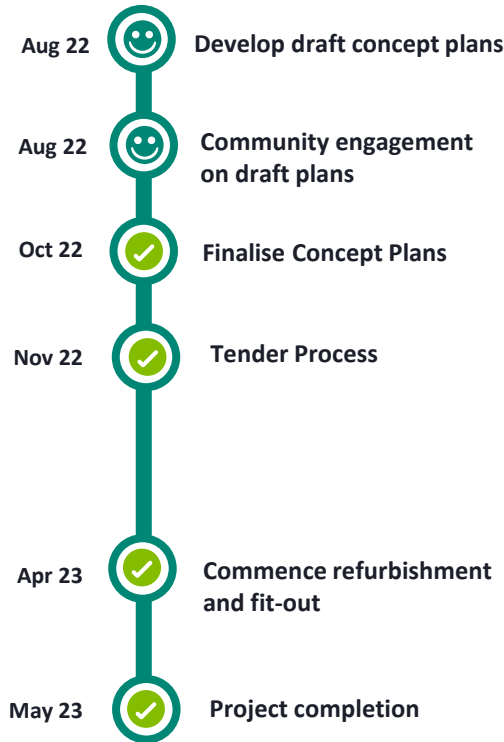 Aug 22 Develop draft concept plans
Aug 22 Community engagement
on draft plans
Oct 22 Finalise Concept Plans
Nov 22 Tender Process
Apr 23 Commence refurbishment
and fit-out
May 23 Project completion